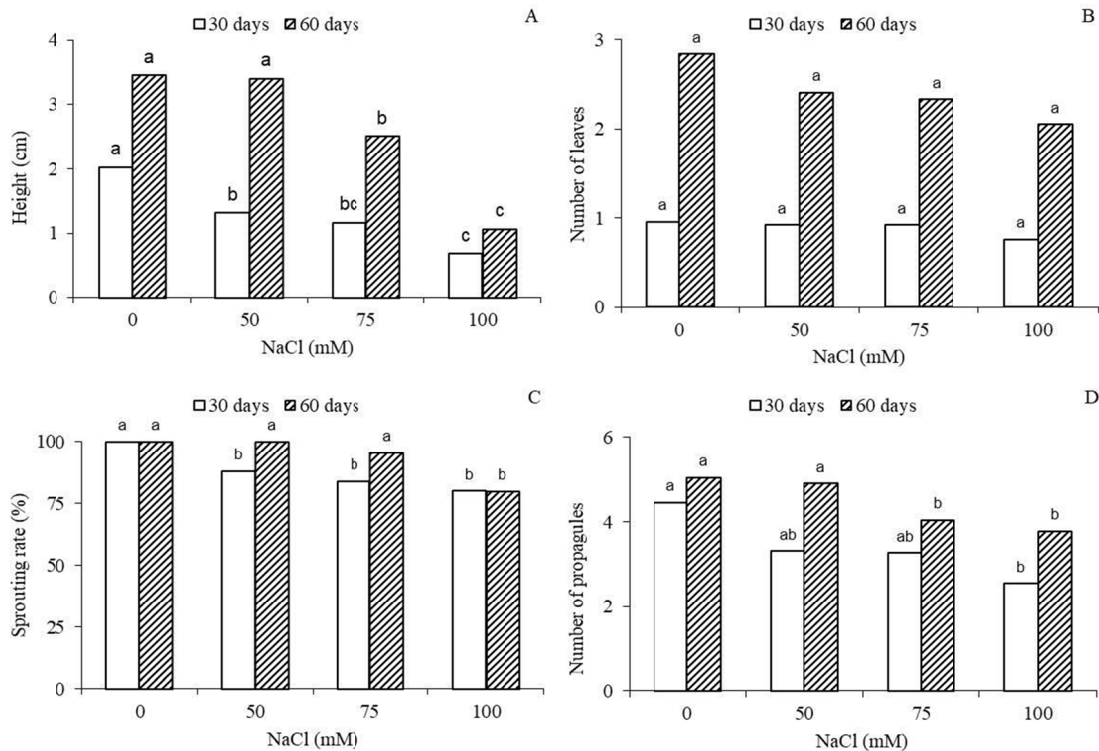 A
30 days 60 days
4
3
2
1
0
Height (cm)
a
a
b
a
bc
b
c
c
0 50 75 100
NaCl (mM)
B
30 days 60 days
3
2
1
0
Number of leaves
a
a
a
a
a
a
a
a
0 50 75 100
NaCl (mM)
C
30 days 60 days
100
75
50
25
0
Sprouting rate (%)
a
a
b
a
b
a
b
b
0 50 75 100
NaCl (mM)
D
30 days 60 days
6
4
2
0
Number of propagules
a
a
ab
a
ab
b
b
b
0 50 75 100
NaCl (mM)